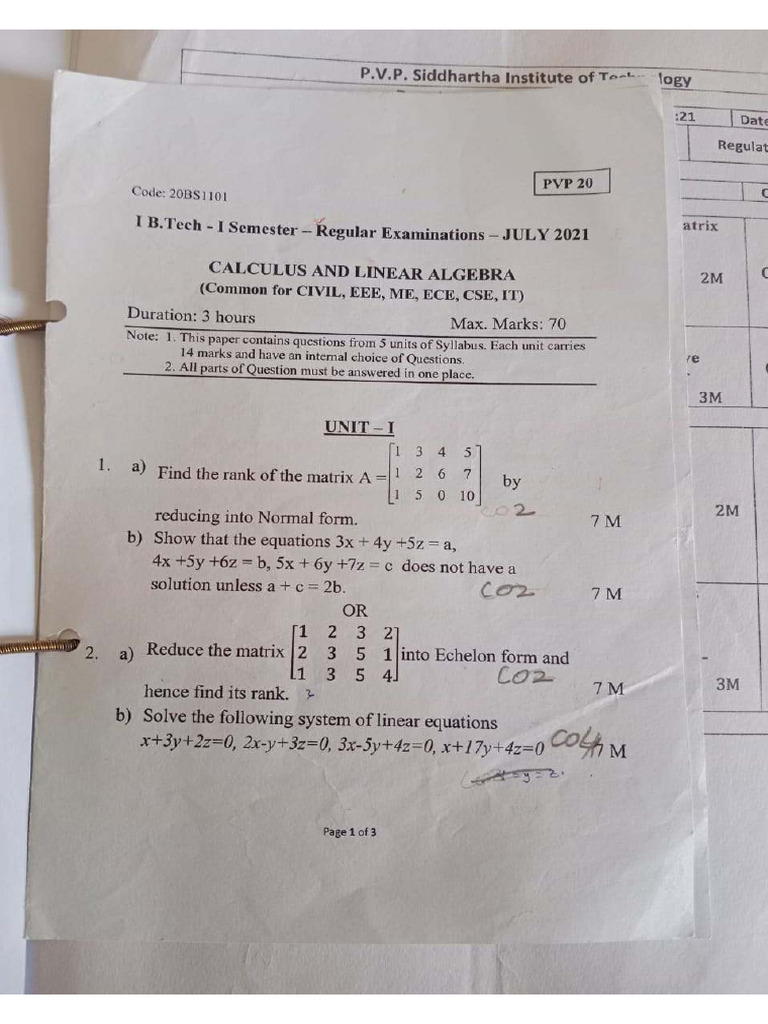 P.V.P. Siddhartha Institute of
logy
:21
Date
Regulat
atrix
2M
3M
2M
3M
Code: 20BS1101
PVP 20
I B.Tech - I Semester – Regular Examinations – JULY 2021
CALCULUS AND LINEAR ALGEBRA
(Common for CIVIL, EEE, ME, ECE, CSE, IT)
Duration: 3 hours
Max. Marks: 70
Note: 1. This paper contains questions from 5 units of Syllabus. Each unit carries
14 marks and have an internal choice of Questions.
2. All parts of Question must be answered in one place.
UNIT – I
1. a) Find the rank of the matrix A = [1 3 4 5
1 2 6 7
1 5 0 10] by
reducing into Normal form. CO2 7 M
b) Show that the equations 3x + 4y +5z = a,
4x +5y +6z = b, 5x + 6y +7z = c does not have a
solution unless a + c = 2b. CO2 7 M
OR
2. a) Reduce the matrix [1 2 3 2
2 3 5 1
1 3 5 4] into Echelon form and
hence find its rank. CO2 7 M
b) Solve the following system of linear equations
x+3y+2z=0, 2x-y+3z=0, 3x-5y+4z=0, x+17y+4z=0 CO4 7 M
Page 1 of 3